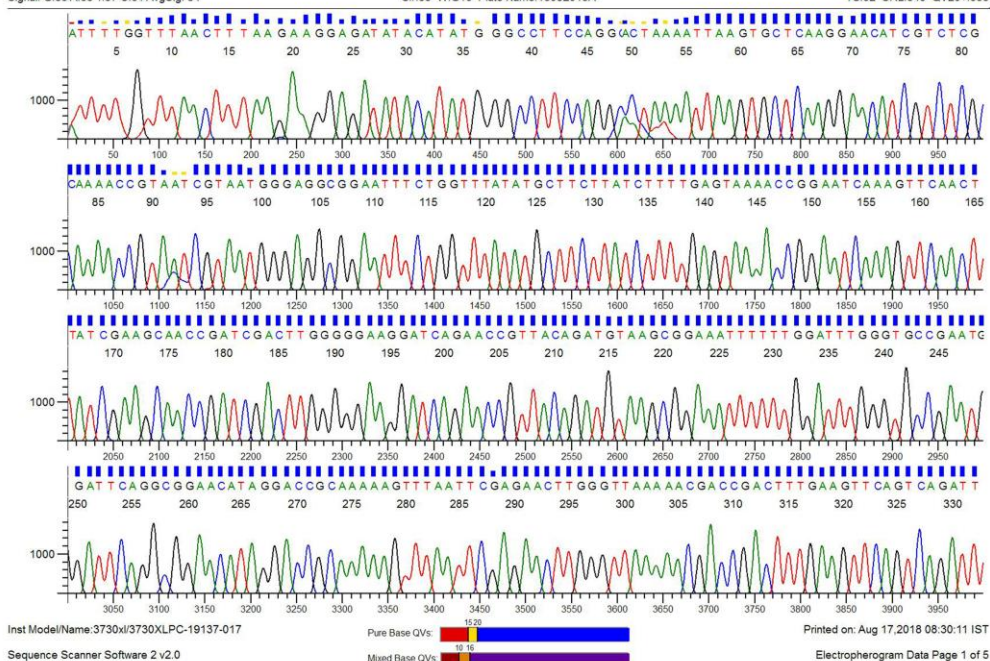 ATTTTGGTTTAACTTTAAGAAGGAGATATACATATG GGCCTTCCAGGCACTAAAATTAAGTGCTCAAGGAACATCGTCTCG
5 10 15 20 25 30 35 40 45 50 55 60 65 70 75 80
1000
50 100 150 200 250 300 350 400 450 500 550 600 650 700 750 800 850 900 950
CAAAACCGTAATCGTAATGGGAGGCGGAATTTCTGGTTTATATGCTTCTTATCTTTTGAGTAAAACCGGAATCAAAGTTCAACT
85 90 95 100 105 110 115 120 125 130 135 140 145 150 155 160 165
1000
1050 1100 1150 1200 1250 1300 1350 1400 1450 1500 1550 1600 1650 1700 1750 1800 1850 1900 1950
TATCGAAGCAACCGATCGACTTGGGGGAAGGATCAGAACCGTTACAGATGTAAGCGGAAATTTTTTGGATTTGGGTGCCGAATG
170 175 180 185 190 195 200 205 210 215 220 225 230 235 240 245
1000
2050 2100 2150 2200 2250 2300 2350 2400 2450 2500 2550 2600 2650 2700 2750 2800 2850 2900 2950
GATTCAGGCGGAACATAGGACCGCAAAAAGTTTAATTCGAGAACTTGGGTTAAAAACGACCGACTTTGAAGTTCAGTCAGATT
250 255 260 265 270 275 280 285 290 295 300 305 310 315 320 325 330
1000
3050 3100 3150 3200 3250 3300 3350 3400 3450 3500 3550 3600 3650 3700 3750 3800 3850 3900 3950
Inst Model/Name:3730xl/3730XLPC-19137-017
15 20
Pure Base QVs:
Printed on: Aug 17,2018 08:30:11 IST
Sequence Scanner Software 2 v2.0
10 16
Mixed Base QVs:
Electropherogram Data Page 1 of 5